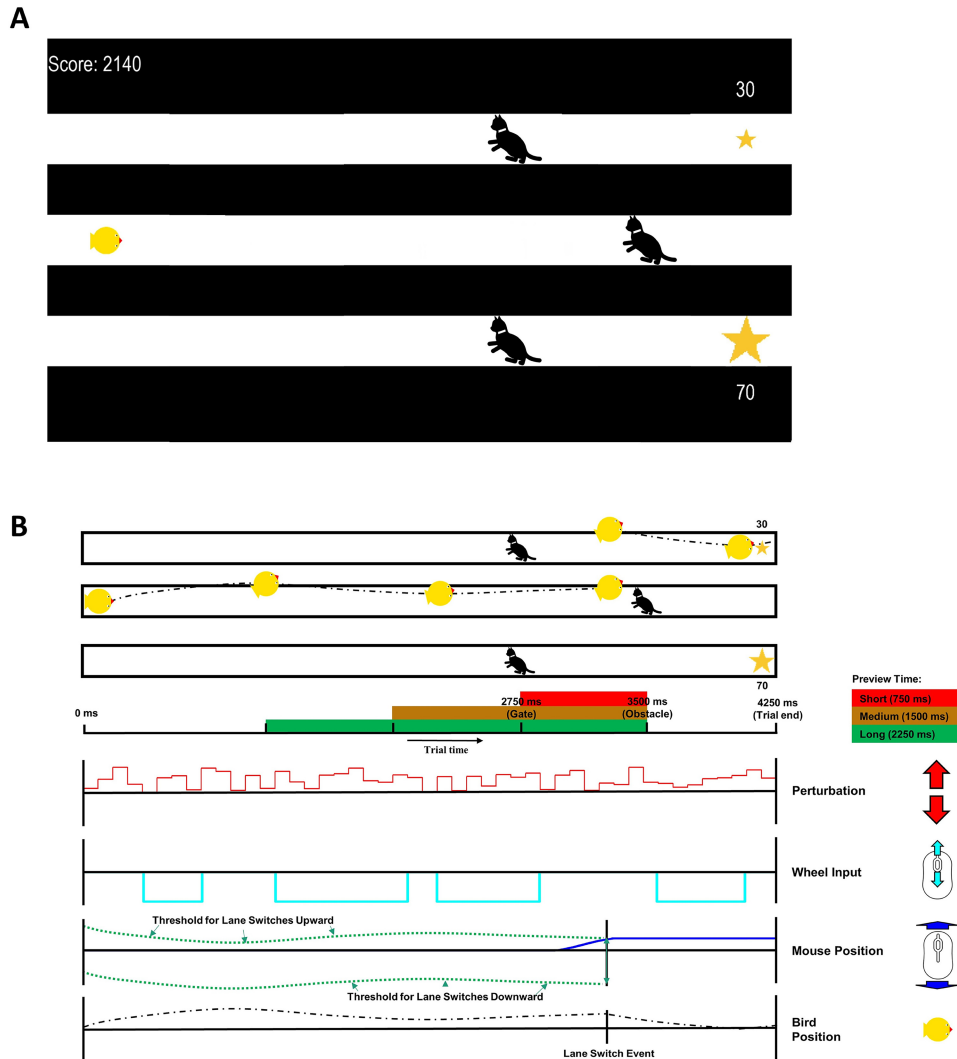 A
Score: 2140
30
70
B
30
70
0 ms
2750 ms
(Gate)
3500 ms
(Obstacle)
4250 ms
(Trial end)
Trial time
Preview Time:
Short (750 ms)
Medium (1500 ms)
Long (2250 ms)
Perturbation
Wheel Input
Threshold for Lane Switches Upward
Mouse Position
Threshold for Lane Switches Downward
Bird
Position
Lane Switch Event